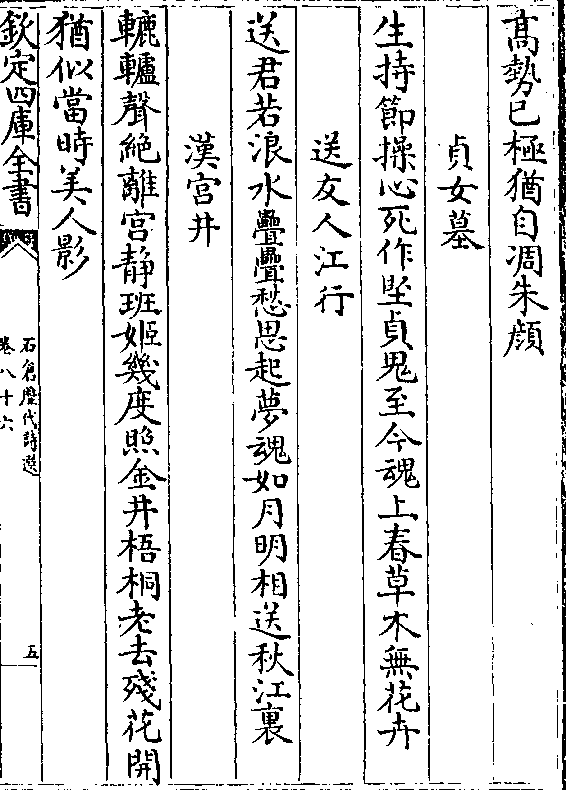 髙勢已極猶自凋朱顔
貞女墓
生持節操心死作堅貞鬼至今魂上春草木無花卉
送友人江行
送君若浪水疊疊愁思起夢魂如月明相送秋江裏
漢宫井
轆轤聲絶離宫静班姬幾度照金井梧桐老去殘花開
猶似當時美人影
欽定四庫全書
石倉歴代詩選
卷八十六
五